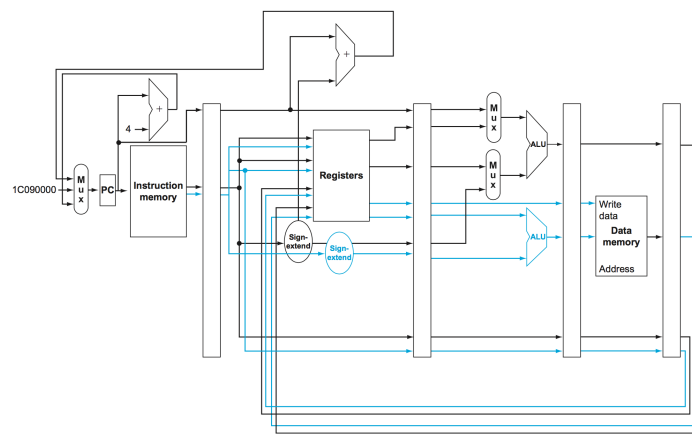 +
+
4
M
u
x
ALU
M
u
x
PC
1C090000
Instruction
memory
Registers
M
u
x
Sign-
extend
Sign-
extend
ALU
Write
data
Data
memory
Address